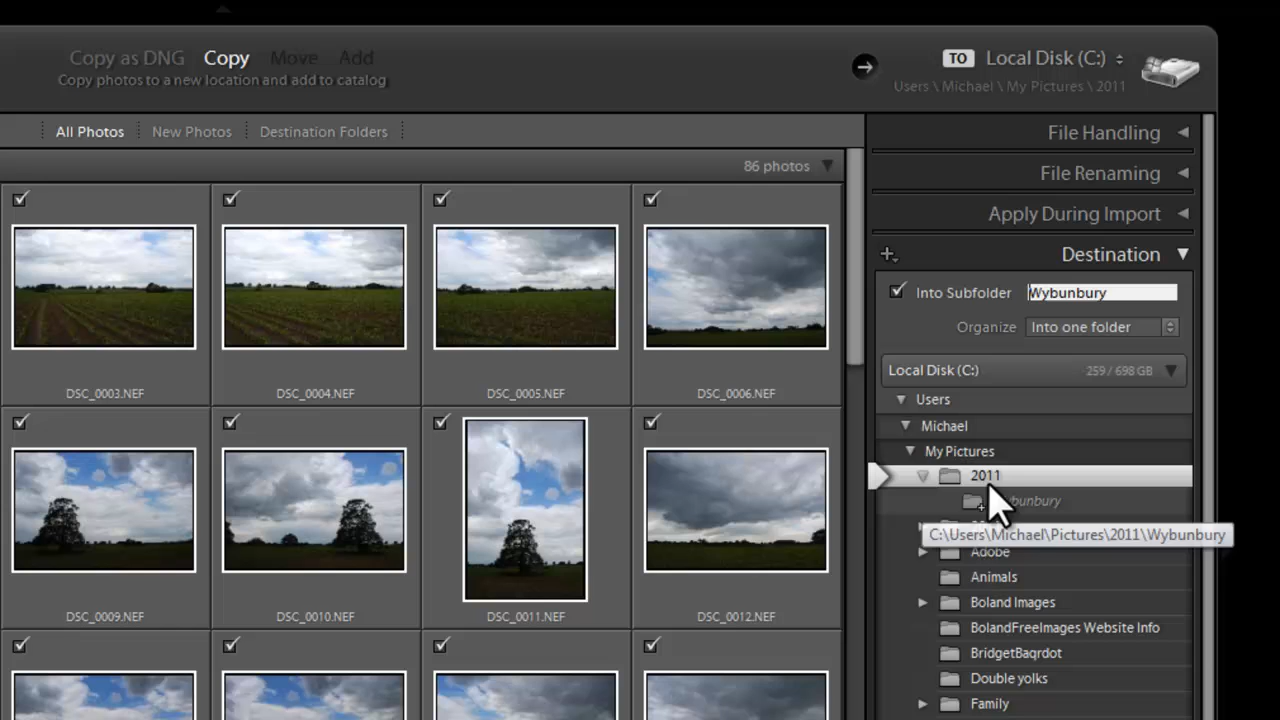 Copy as DNG Copy Move Add
Copy photos to a new location and add to catalog
TO Local Disk (C:)
Users \ Michael \ My Pictures \ 2011
All Photos New Photos Destination Folders
86 photos
File Handling
File Renaming
Apply During Import
Destination
Into Subfolder Wybunbury
Organize Into one folder
Local Disk (C:) 259 / 698 GB
Users
Michael
My Pictures
2011
C:\Users\Michael\Pictures\2011\Wybunbury
Adobe
Animals
Boland Images
BolandFreeImages Website Info
BridgetBaqrdot
Double yolks
Family
DSC_0003.NEF DSC_0004.NEF DSC_0005.NEF DSC_0006.NEF
DSC_0009.NEF DSC_0010.NEF DSC_0011.NEF DSC_0012.NEF